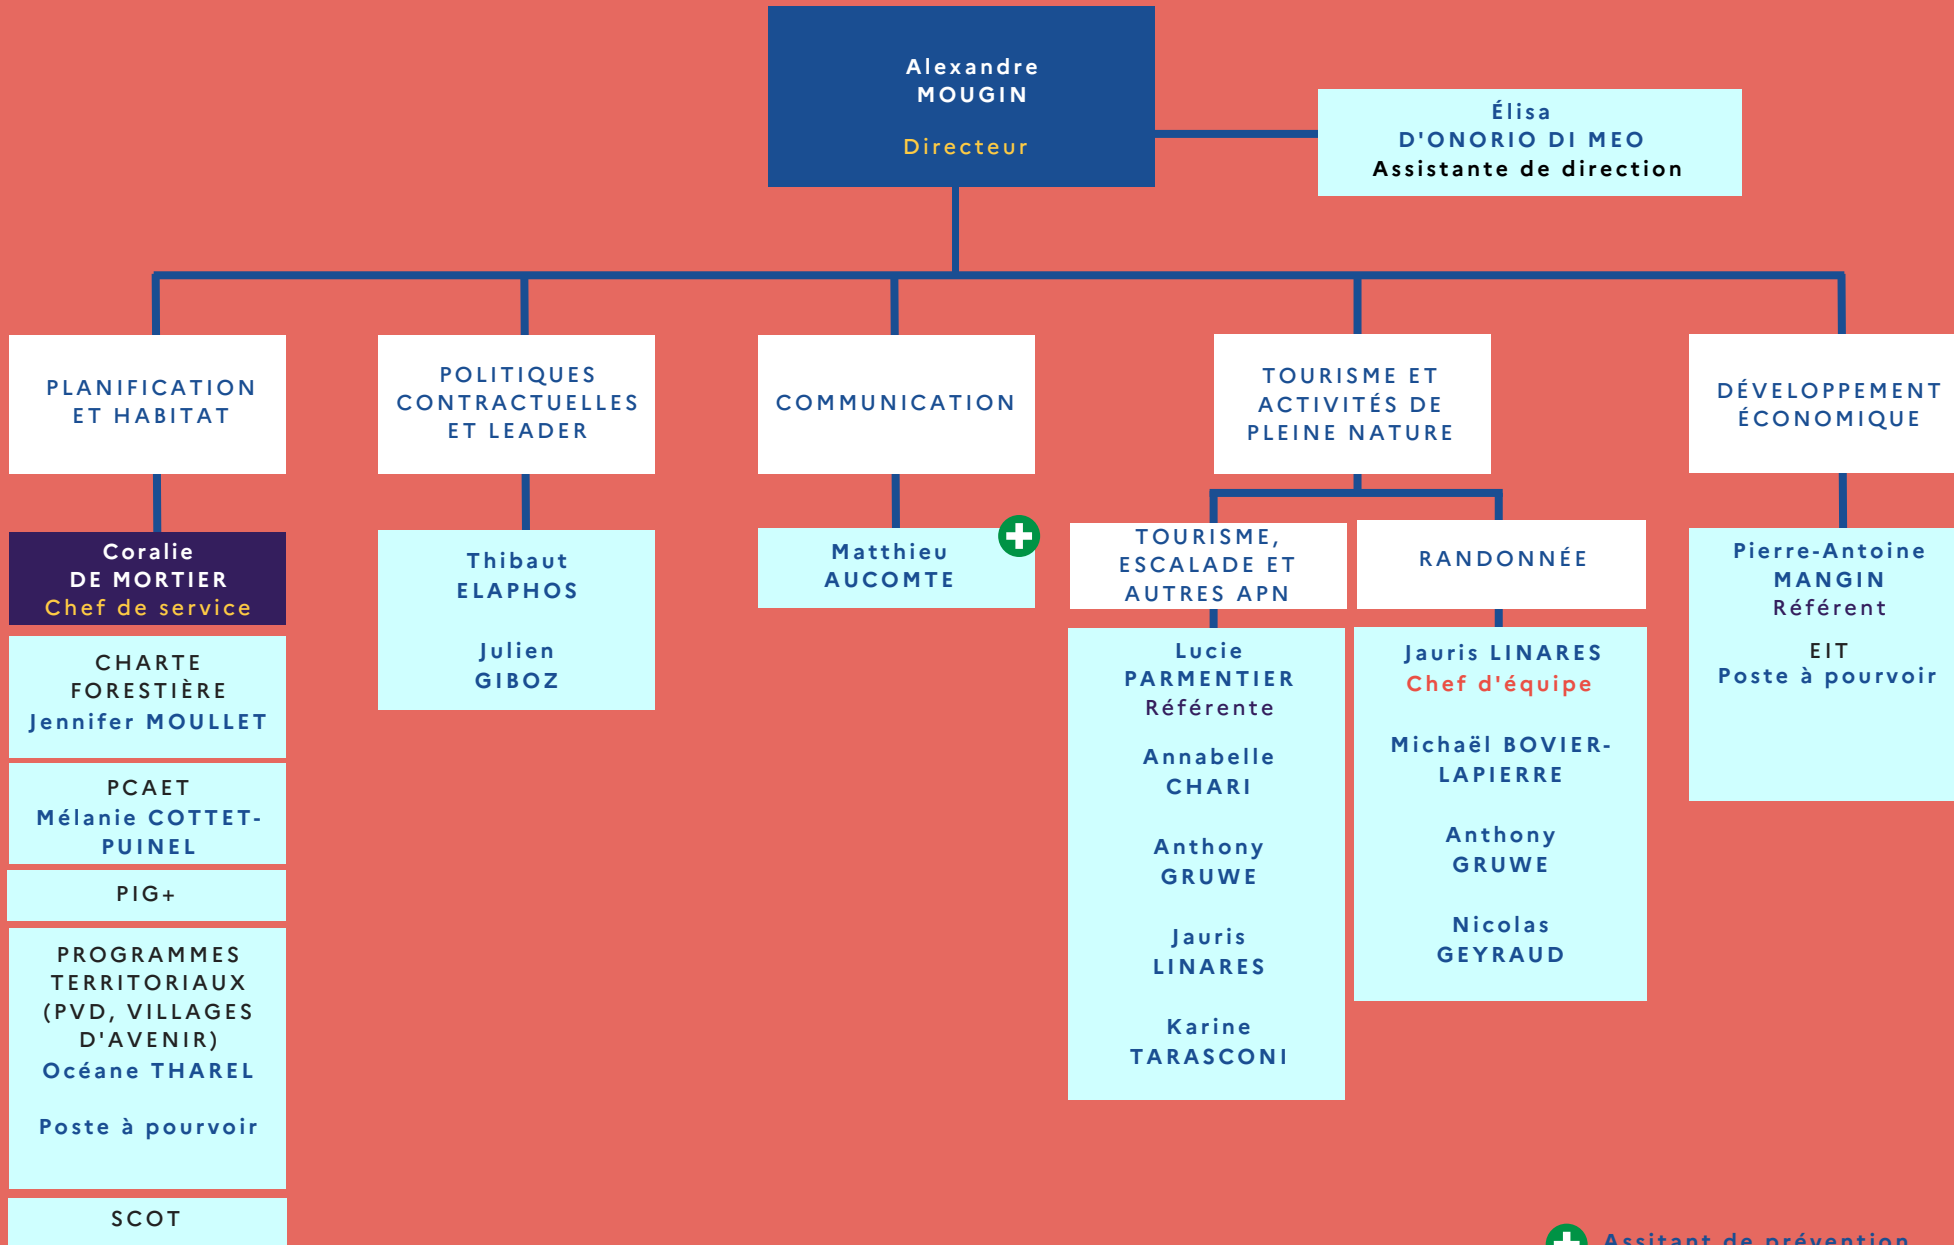 Alexandre
MOUGIN
Directeur
Élisa
D'ONORIO DI MEO
Assistante de direction
PLANIFICATION
ET HABITAT
POLITIQUES
CONTRACTUELLES
ET LEADER
COMMUNICATION
TOURISME ET
ACTIVITÉS DE
PLEINE NATURE
DÉVELOPPEMENT
ÉCONOMIQUE
Coralie
DE MORTIER
Chef de service
CHARTE
FORESTIÈRE
Jennifer MOULLET
PCAET
Mélanie COTTET-
PUINEL
PIG+
PROGRAMMES
TERRITORIAUX
(PVD, VILLAGES
D'AVENIR)
Océane THAREL
Poste à pourvoir
SCOT
Thibaut
ELAPHOS
Julien
GIBOZ
Matthieu
AUCOMTE
TOURISME,
ESCALADE ET
AUTRES APN
Lucie
PARMENTIER
Référente
Annabelle
CHARI
Anthony
GRUWE
Jauris
LINARES
Karine
TARASCONI
RANDONNÉE
Jauris LINARES
Chef d'équipe
Michaël BOVIER-
LAPIERRE
Anthony
GRUWE
Nicolas
GEYRAUD
Pierre-Antoine
MANGIN
Référent
EIT
Poste à pourvoir
Assitant de prévention